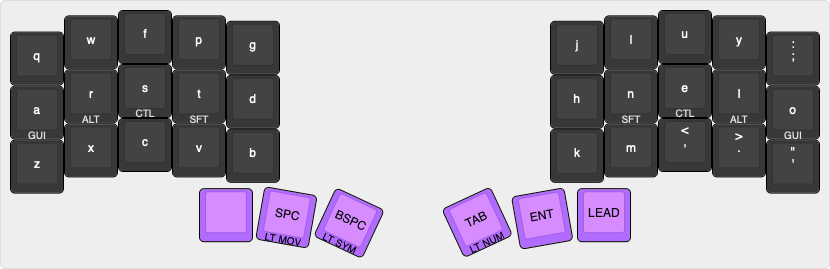 q w f p g j l u y :
;
a r s t d h n e l o
GUI ALT CTL SFT SFT CTL ALT GUI
z x c v b k m < > "
, . '
SPC BSPC TAB ENT LEAD
LT MOV LT SYM LT NUM